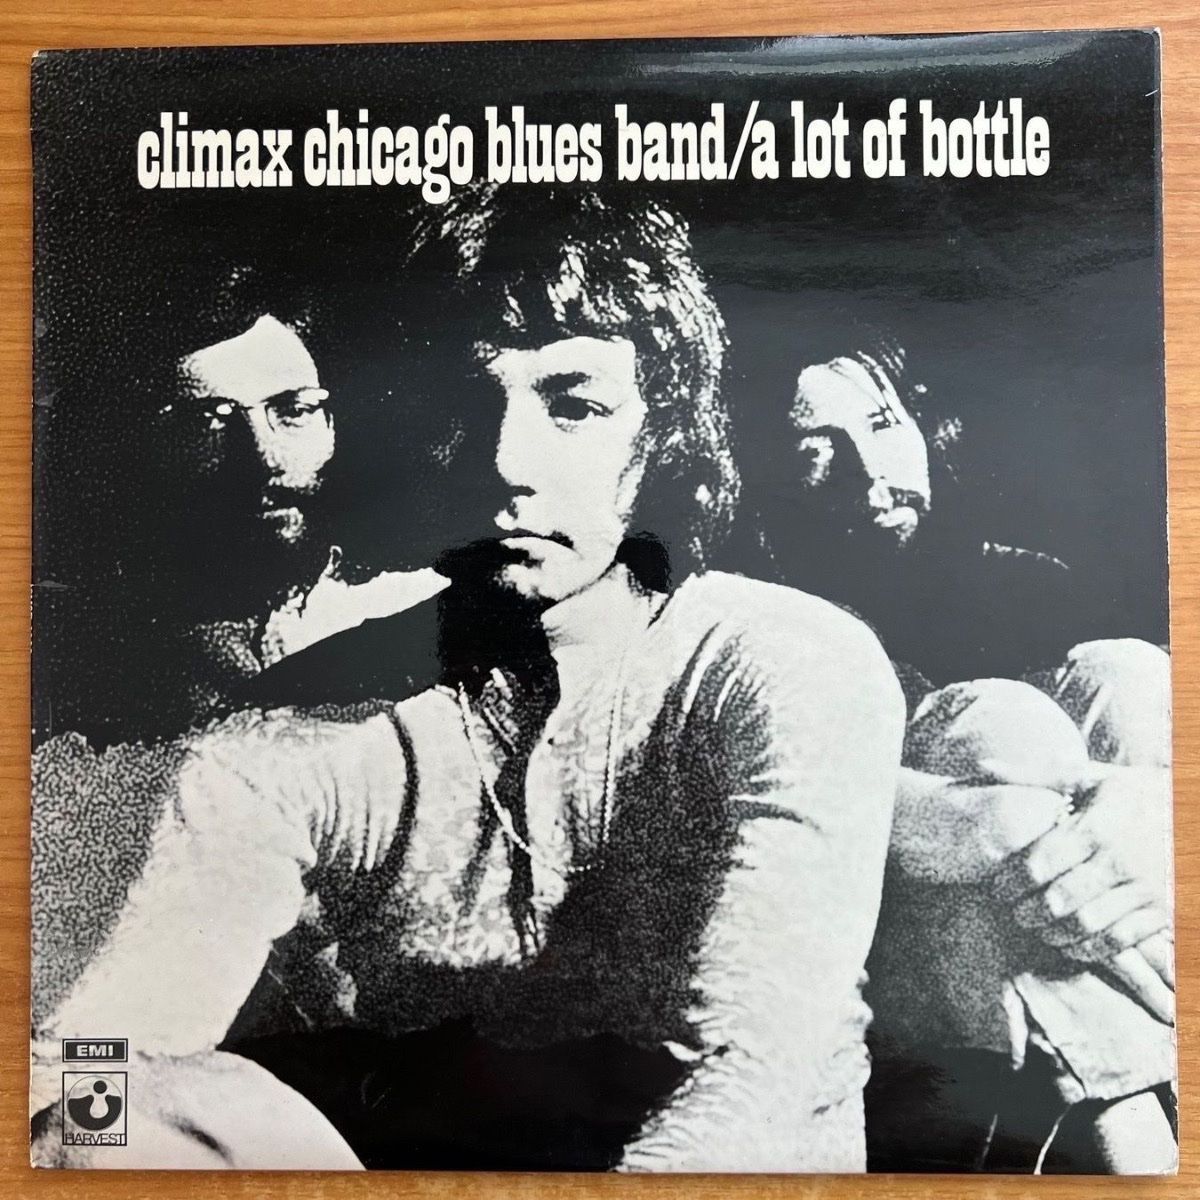 climax chicago blues band/a lot of bottle
EMI
HARVEST